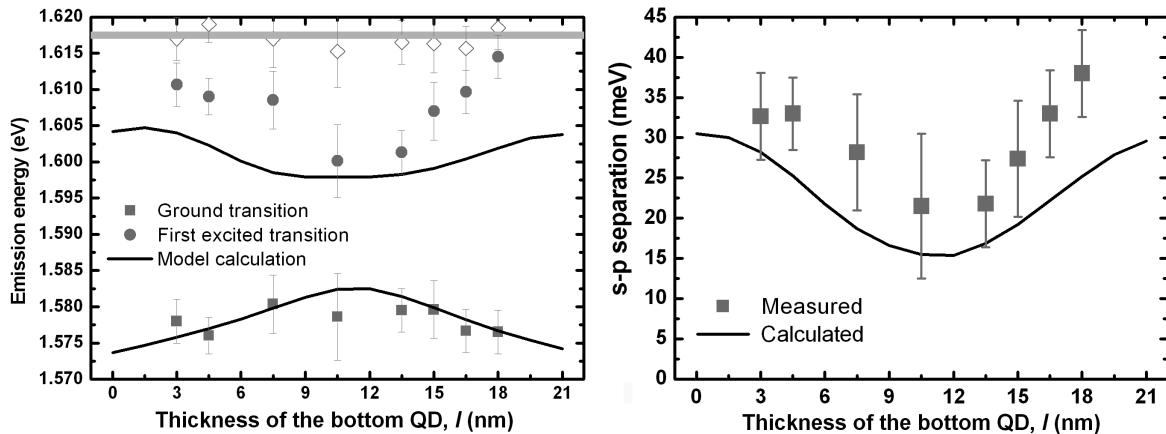 1.620
1.615
1.610
1.605
1.600
1.595
1.590
1.585
1.580
1.575
1.570
Emission energy (eV)
Ground transition
First excited transition
Model calculation
0 3 6 9 12 15 18 21
Thickness of the bottom QD, l (nm)
45
40
35
30
25
20
15
10
5
0
s-p separation (meV)
Measured
Calculated
0 3 6 9 12 15 18 21
Thickness of the bottom QD, l (nm)